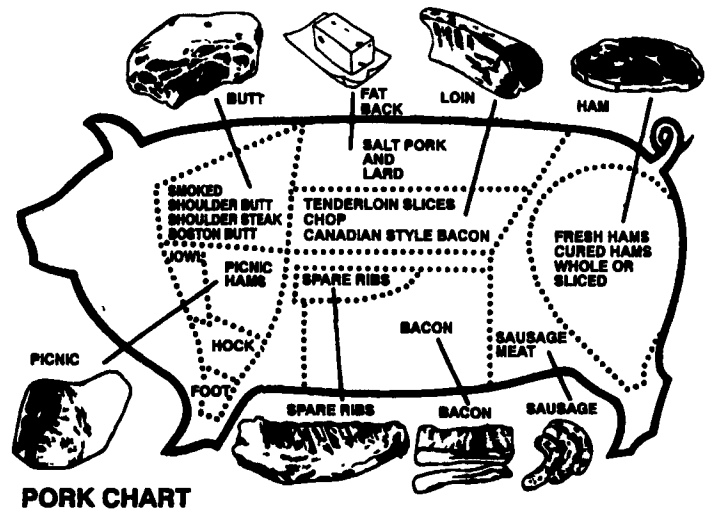 BUTT
FAT
BACK
LOIN
HAM
SALT PORK
AND
LARD
SMOKED
SHOULDER BUTT
SHOULDER STEAK
BOSTON BUTT
TENDERLOIN SLICES
CHOP
CANADIAN STYLE BACON
FRESH HAMS
CURED HAMS
WHOLE OR
SLICED
JOWL
PICNIC
HAMS
SPARE RIBS
BACON
SAUSAGE
MEAT
HOCK
FOOT
PICNIC
SPARE RIBS
BACON
SAUSAGE
PORK CHART